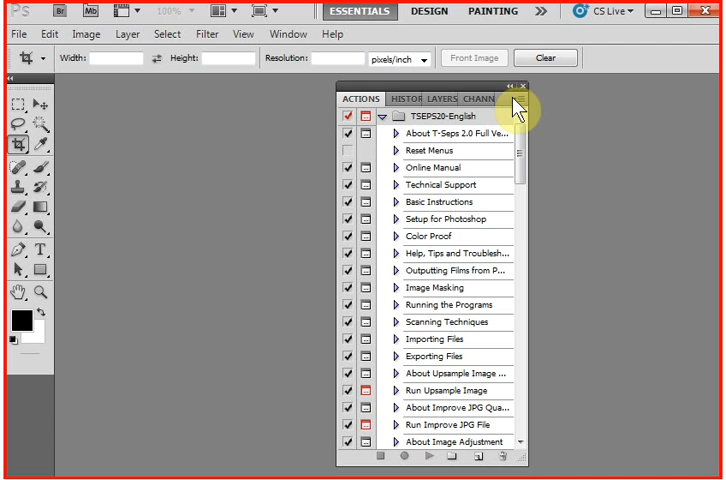 Ps Br Mb 100% ESSENTIALS DESIGN PAINTING CS Live
File Edit Image Layer Select Filter View Window Help
Width: Height: Resolution: pixels/inch Front Image Clear
ACTIONS HISTOR LAYERS CHANN
TSEPS20-English
About T-Seps 2.0 Full Ve...
Reset Menus
Online Manual
Technical Support
Basic Instructions
Setup for Photoshop
Color Proof
Help, Tips and Troublesh...
Outputting Films from P...
Image Masking
Running the Programs
Scanning Techniques
Importing Files
Exporting Files
About Upsample Image ...
Run Upsample Image
About Improve JPG Qua...
Run Improve JPG File
About Image Adjustment